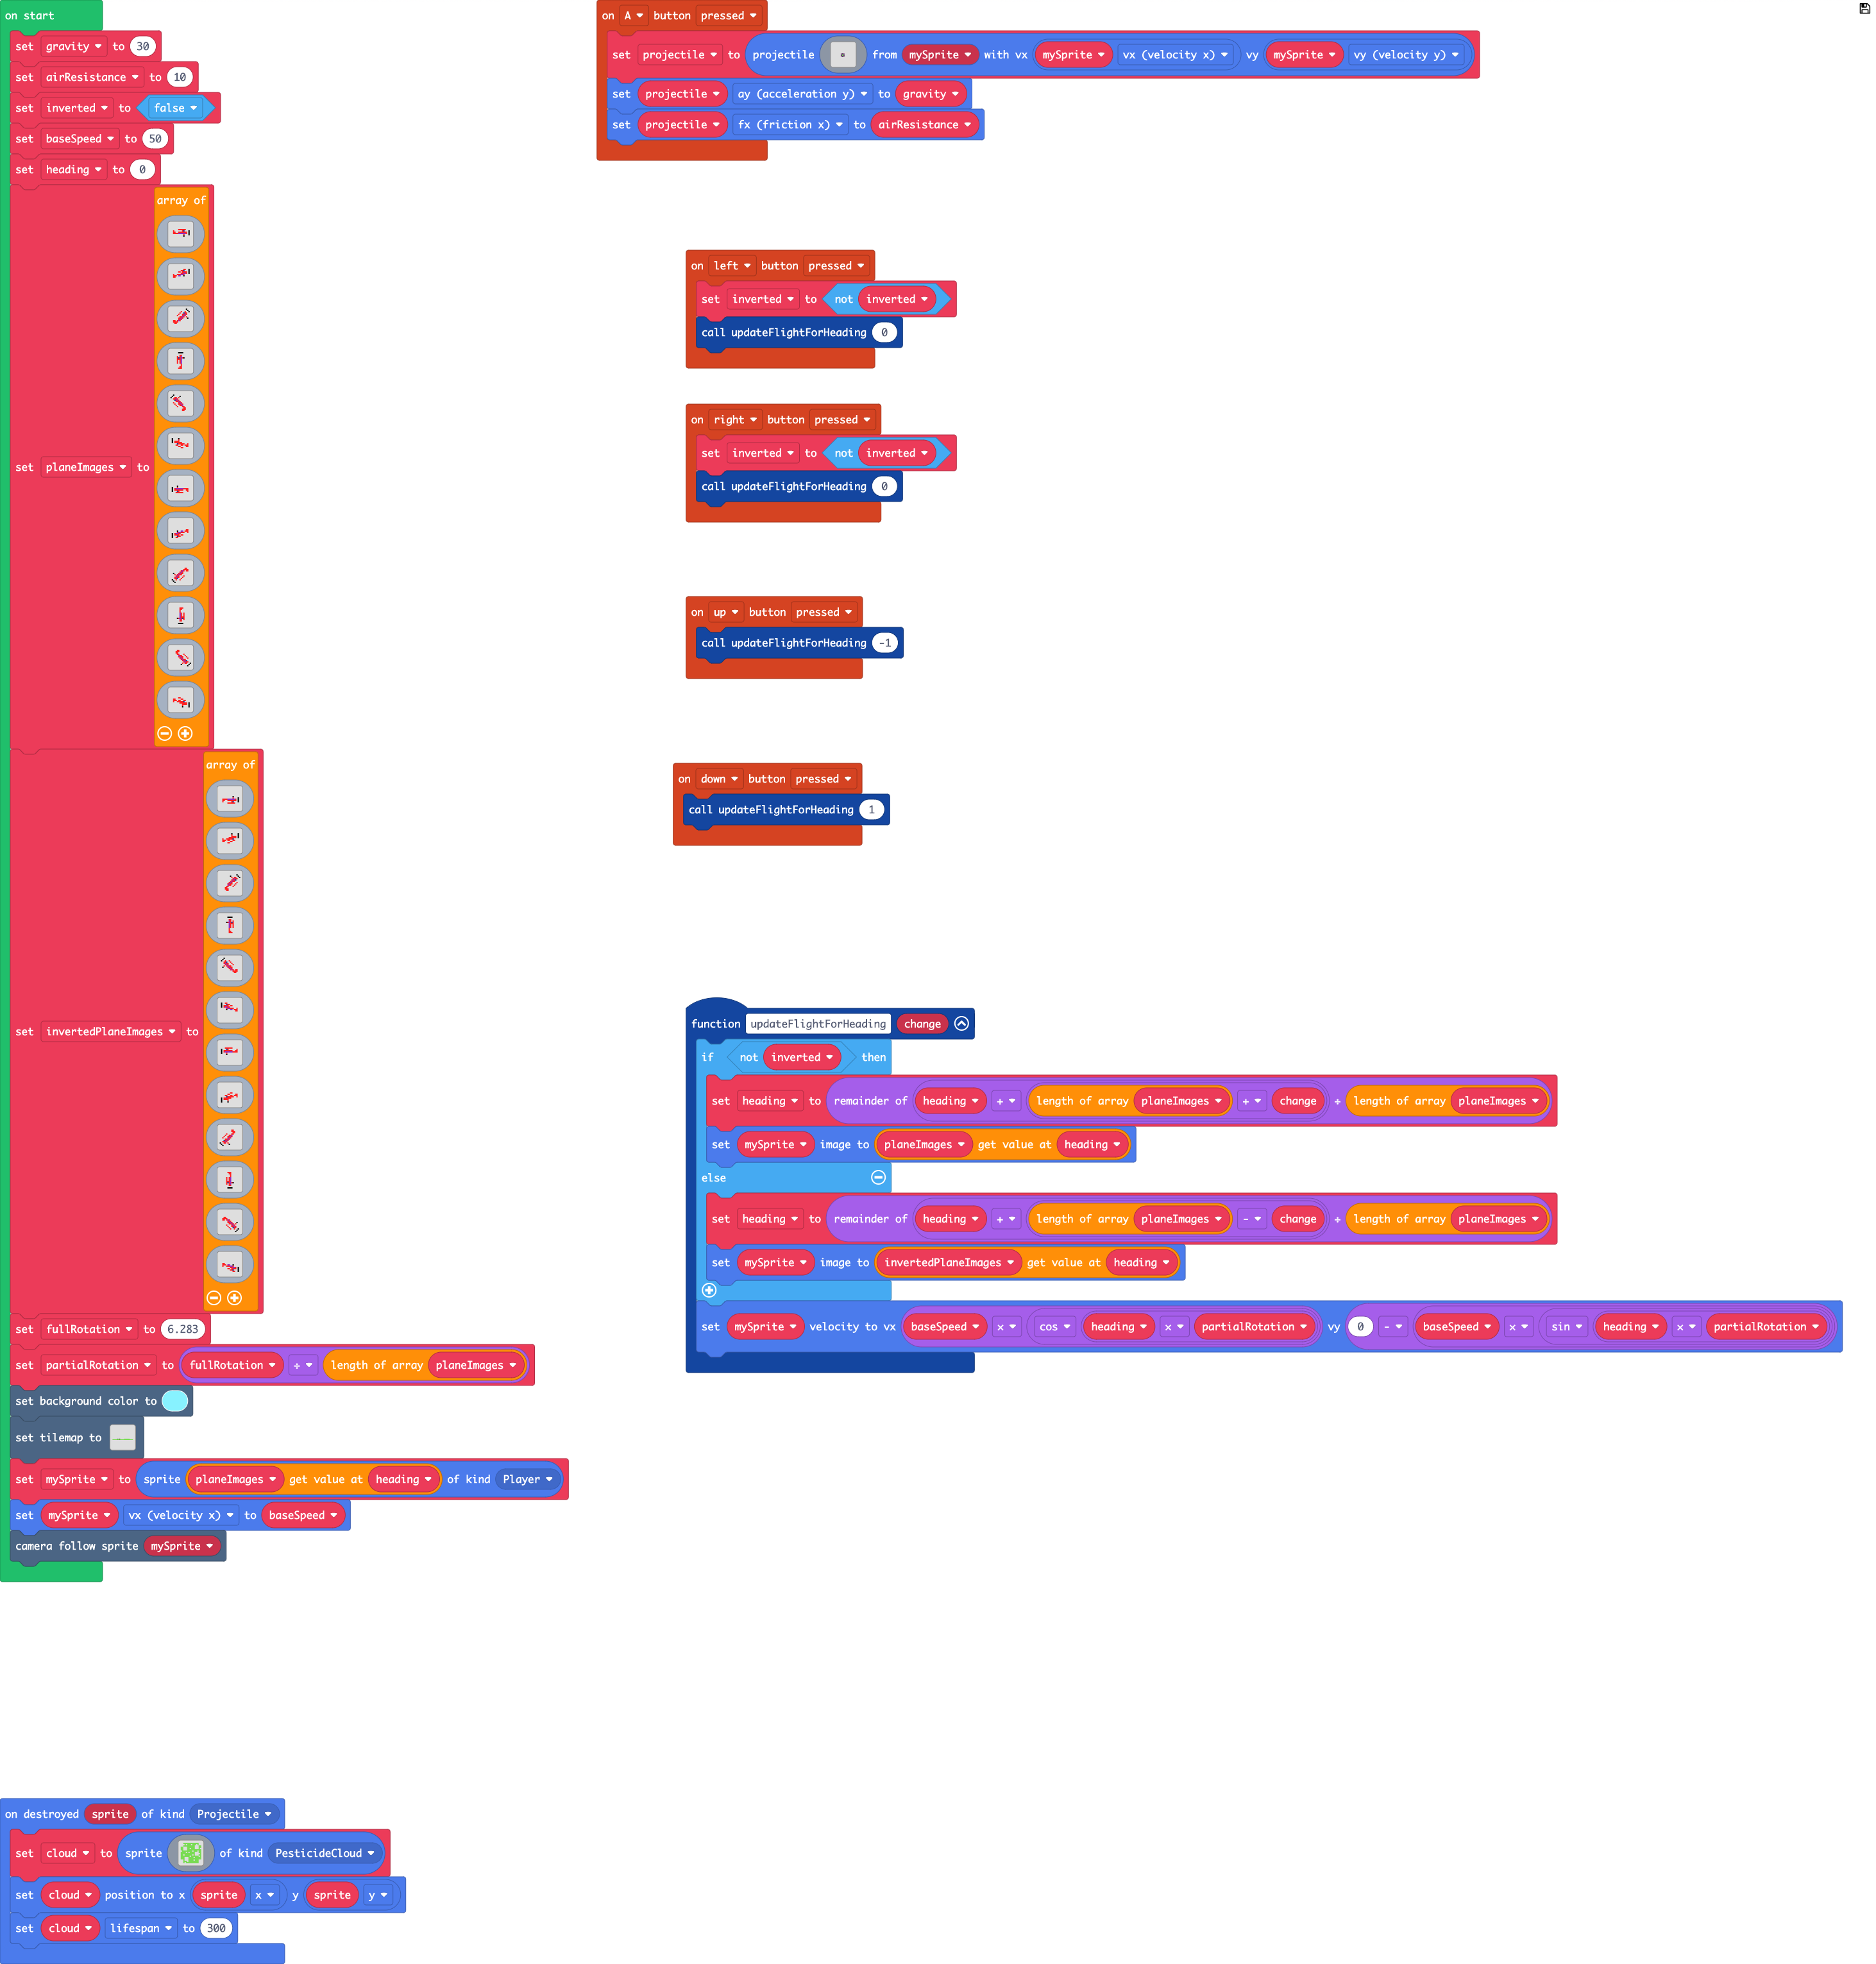 on start
set gravity to 30
set airResistance to 10
set inverted to false
set baseSpeed to 50
set heading to 0
set planeImages to array of
set invertedPlaneImages to array of
set fullRotation to 6.283
set partialRotation to fullRotation ÷ length of array planeImages
set background color to
set tilemap to
set mySprite to sprite planeImages get value at heading of kind Player
set mySprite vx (velocity x) to baseSpeed
camera follow sprite mySprite
on destroyed sprite of kind Projectile
set cloud to sprite of kind PesticideCloud
set cloud position to x sprite x y sprite y
set cloud lifespan to 300
on A button pressed
set projectile to projectile from mySprite with vx mySprite vx (velocity x) vy mySprite vy (velocity y)
set projectile ay (acceleration y) to gravity
set projectile fx (friction x) to airResistance
on left button pressed
set inverted to not inverted
call updateFlightForHeading 0
on right button pressed
set inverted to not inverted
call updateFlightForHeading 0
on up button pressed
call updateFlightForHeading -1
on down button pressed
call updateFlightForHeading 1
function updateFlightForHeading change
if not inverted then
set heading to remainder of heading + length of array planeImages + change ÷ length of array planeImages
set mySprite image to planeImages get value at heading
else
set heading to remainder of heading + length of array planeImages - change ÷ length of array planeImages
set mySprite image to invertedPlaneImages get value at heading
set mySprite velocity to vx baseSpeed x cos heading x partialRotation vy 0 - baseSpeed x sin heading x partialRotation